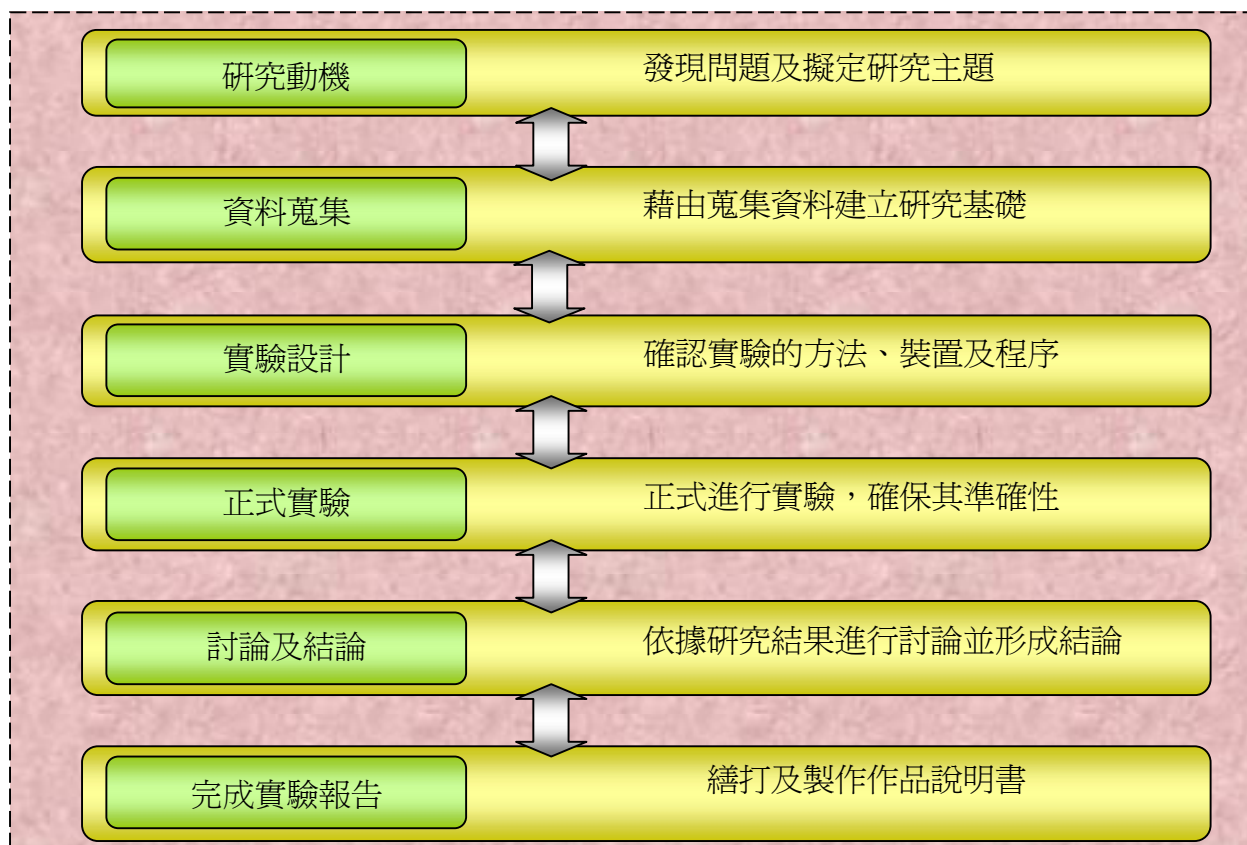 研究動機
發現問題及擬定研究主題
資料蒐集
藉由蒐集資料建立研究基礎
實驗設計
確認實驗的方法、裝置及程序
正式實驗
正式進行實驗，確保其準確性
討論及結論
依據研究結果進行討論並形成結論
完成實驗報告
繕打及製作作品說明書